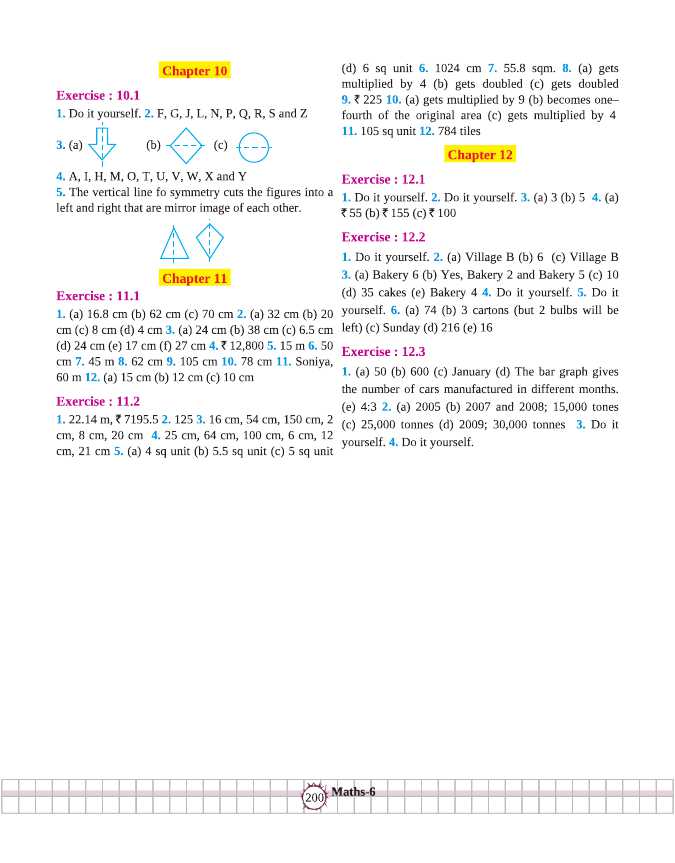 Chapter 10
Exercise : 10.1
1. Do it yourself. 2. F, G, J, L, N, P, Q, R, S and Z
3. (a) (b) (c)
4. A, I, H, M, O, T, U, V, W, X and Y
5. The vertical line fo symmetry cuts the figures into a
left and right that are mirror image of each other.
Chapter 11
Exercise : 11.1
1. (a) 16.8 cm (b) 62 cm (c) 70 cm 2. (a) 32 cm (b) 20
cm (c) 8 cm (d) 4 cm 3. (a) 24 cm (b) 38 cm (c) 6.5 cm
(d) 24 cm (e) 17 cm (f) 27 cm 4. ₹ 12,800 5. 15 m 6. 50
cm 7. 45 m 8. 62 cm 9. 105 cm 10. 78 cm 11. Soniya,
60 m 12. (a) 15 cm (b) 12 cm (c) 10 cm
Exercise : 11.2
1. 22.14 m, ₹ 7195.5 2. 125 3. 16 cm, 54 cm, 150 cm, 2
cm, 8 cm, 20 cm 4. 25 cm, 64 cm, 100 cm, 6 cm, 12
cm, 21 cm 5. (a) 4 sq unit (b) 5.5 sq unit (c) 5 sq unit
(d) 6 sq unit 6. 1024 cm 7. 55.8 sqm. 8. (a) gets
multiplied by 4 (b) gets doubled (c) gets doubled
9. ₹ 225 10. (a) gets multiplied by 9 (b) becomes one–
fourth of the original area (c) gets multiplied by 4
11. 105 sq unit 12. 784 tiles
Chapter 12
Exercise : 12.1
1. Do it yourself. 2. Do it yourself. 3. (a) 3 (b) 5 4. (a)
₹ 55 (b) ₹ 155 (c) ₹ 100
Exercise : 12.2
1. Do it yourself. 2. (a) Village B (b) 6 (c) Village B
3. (a) Bakery 6 (b) Yes, Bakery 2 and Bakery 5 (c) 10
(d) 35 cakes (e) Bakery 4 4. Do it yourself. 5. Do it
yourself. 6. (a) 74 (b) 3 cartons (but 2 bulbs will be
left) (c) Sunday (d) 216 (e) 16
Exercise : 12.3
1. (a) 50 (b) 600 (c) January (d) The bar graph gives
the number of cars manufactured in different months.
(e) 4:3 2. (a) 2005 (b) 2007 and 2008; 15,000 tones
(c) 25,000 tonnes (d) 2009; 30,000 tonnes 3. Do it
yourself. 4. Do it yourself.
200 Maths-6